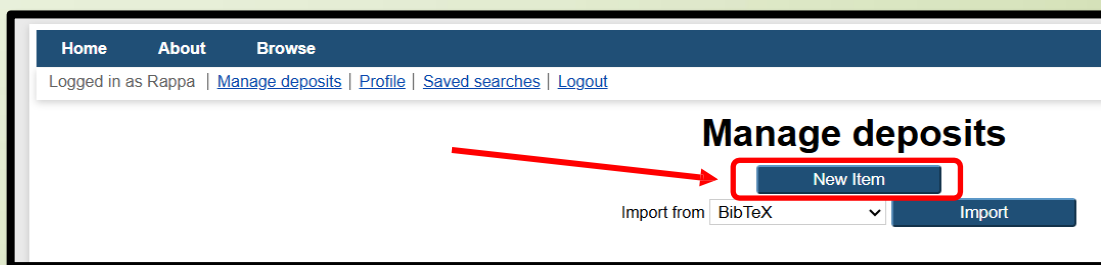 Home About Browse
Logged in as Rappa | Manage deposits | Profile | Saved searches | Logout
Manage deposits
New Item
Import from BibTeX Import